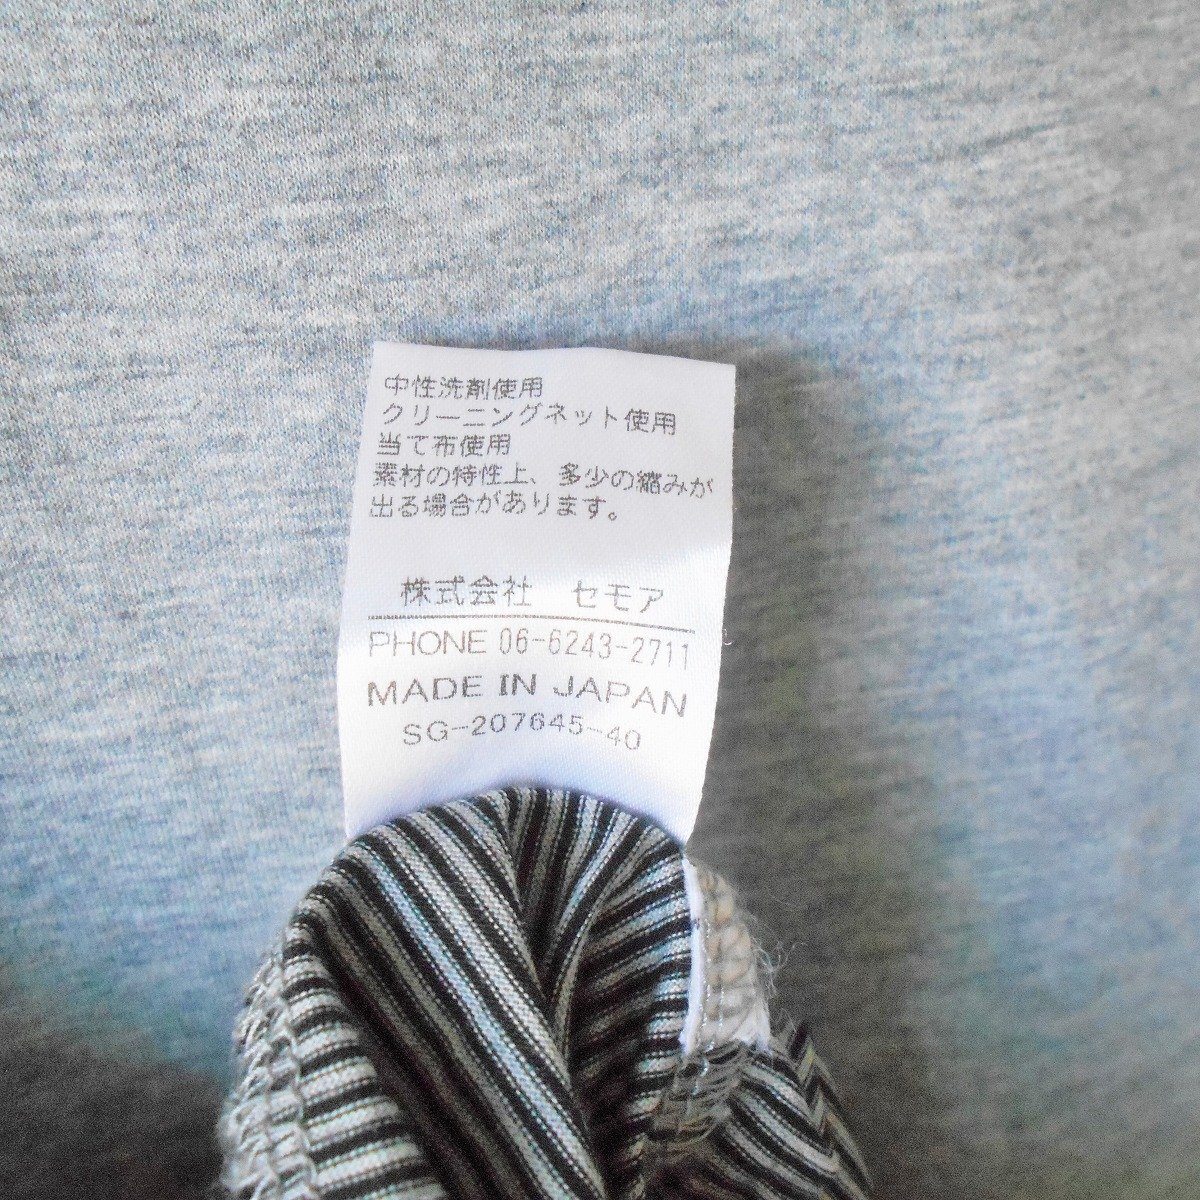 中性洗剤使用
クリーニングネット使用
当て布使用
素材の特性上、多少の縮みが
出る場合があります。
株式会社　セモア
PHONE 06-6243-2711
MADE IN JAPAN
SG-207645-40